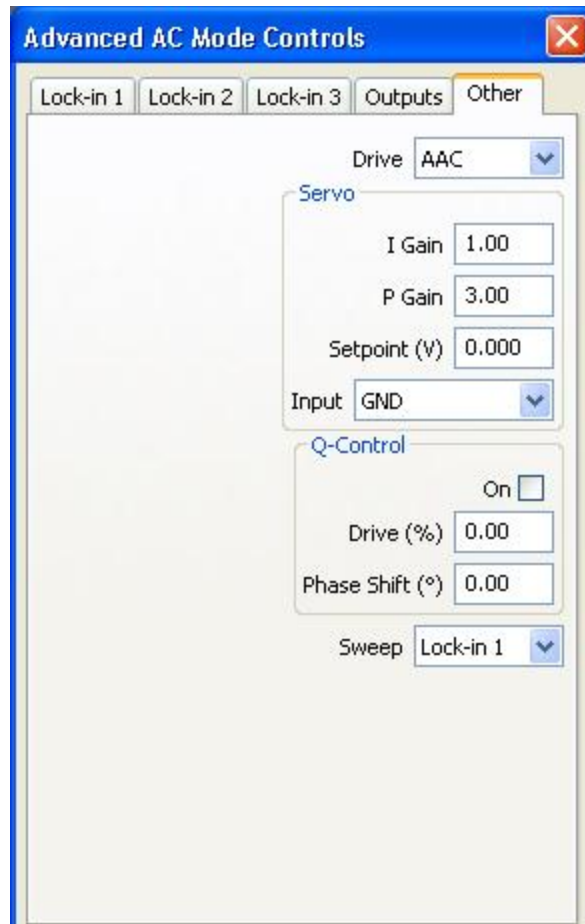 Advanced AC Mode Controls
Lock-in 1 Lock-in 2 Lock-in 3 Outputs Other
Drive AAC
Servo
I Gain 1.00
P Gain 3.00
Setpoint (V) 0.000
Input GND
Q-Control
On
Drive (%) 0.00
Phase Shift (°) 0.00
Sweep Lock-in 1